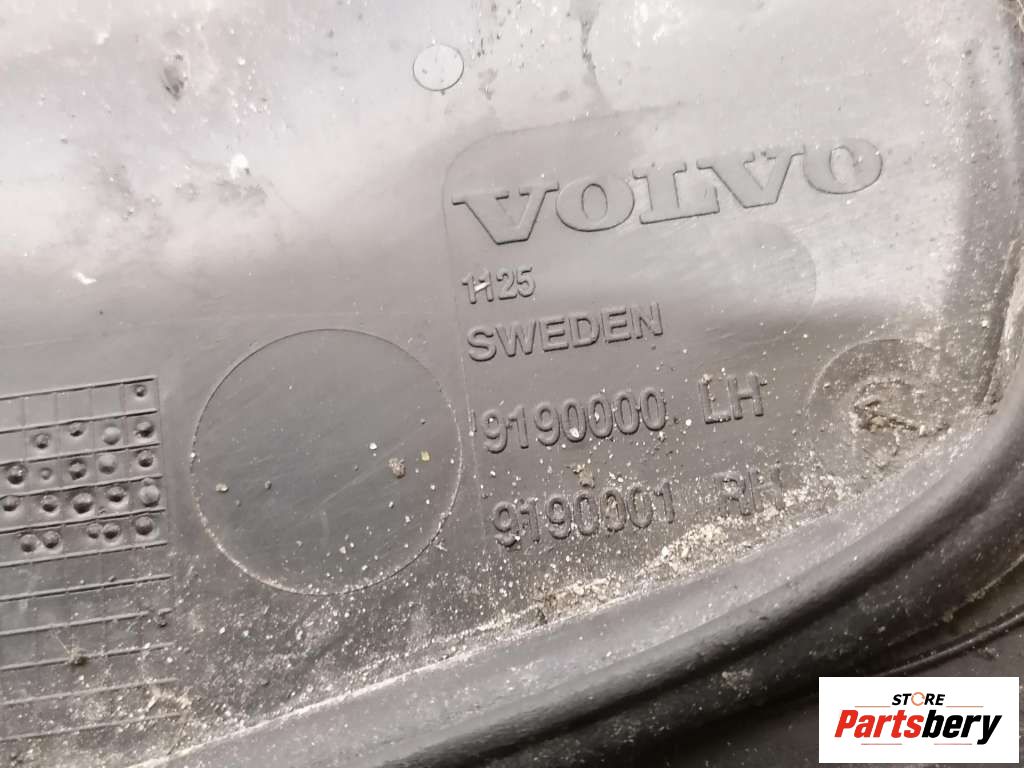 VOLVO
1125
SWEDEN
9190000 LH
9190001 RH
STORE
Partsbery